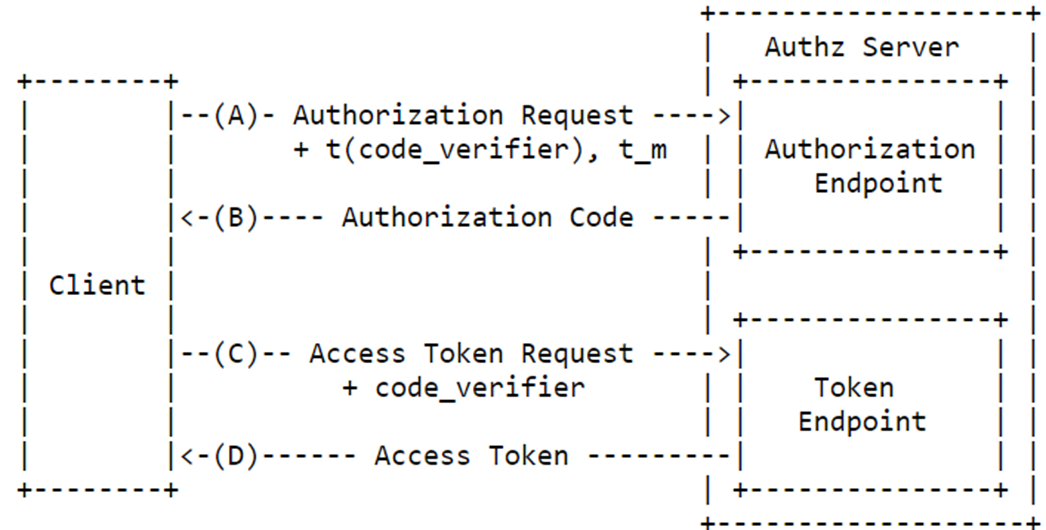 Authz Server
--(A)- Authorization Request ---->
+ t(code_verifier), t_m
Authorization
Endpoint
<-(B)---- Authorization Code -----
Client
--(C)-- Access Token Request ---->
+ code_verifier
Token
Endpoint
<-(D)------ Access Token ---------